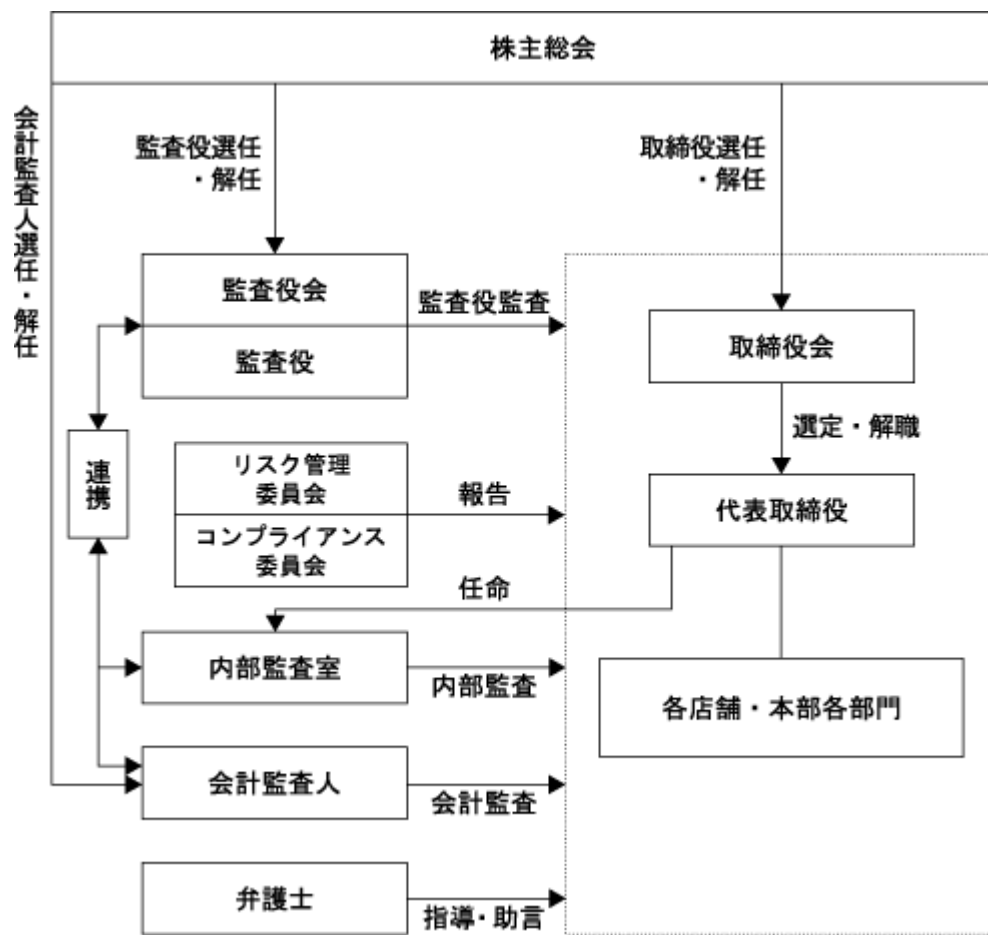 株主総会
会計監査人選任・解任
監査役選任
・解任
取締役選任
・解任
監査役会
監査役
監査役監査
取締役会
選定・解職
連携
リスク管理
委員会
コンプライアンス
委員会
報告
代表取締役
任命
内部監査室
内部監査
各店舗・本部各部門
会計監査人
会計監査
弁護士
指導・助言